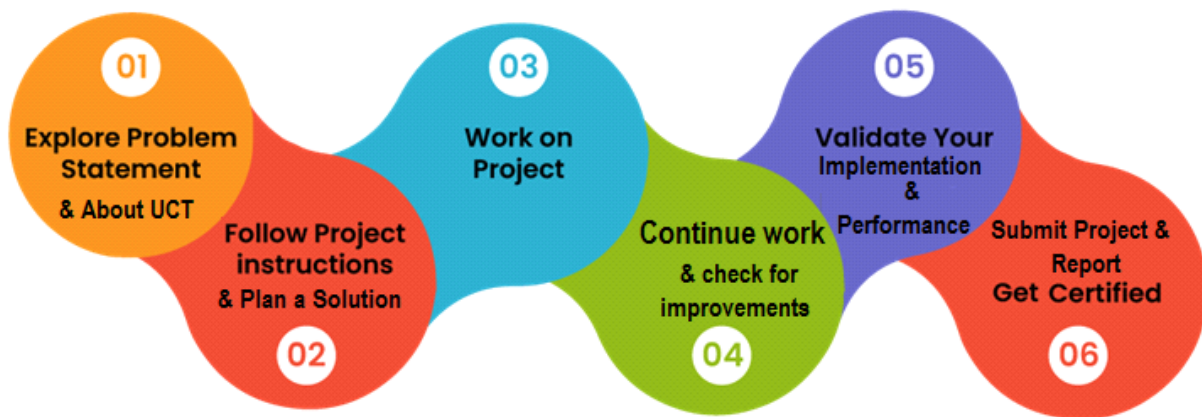 01
Explore Problem
Statement
& About UCT
Follow Project
instructions
& Plan a Solution
02
03
Work on
Project
Continue work
& check for
improvements
04
05
Validate Your
Implementation
&
Performance
Submit Project &
Report
Get Certified
06